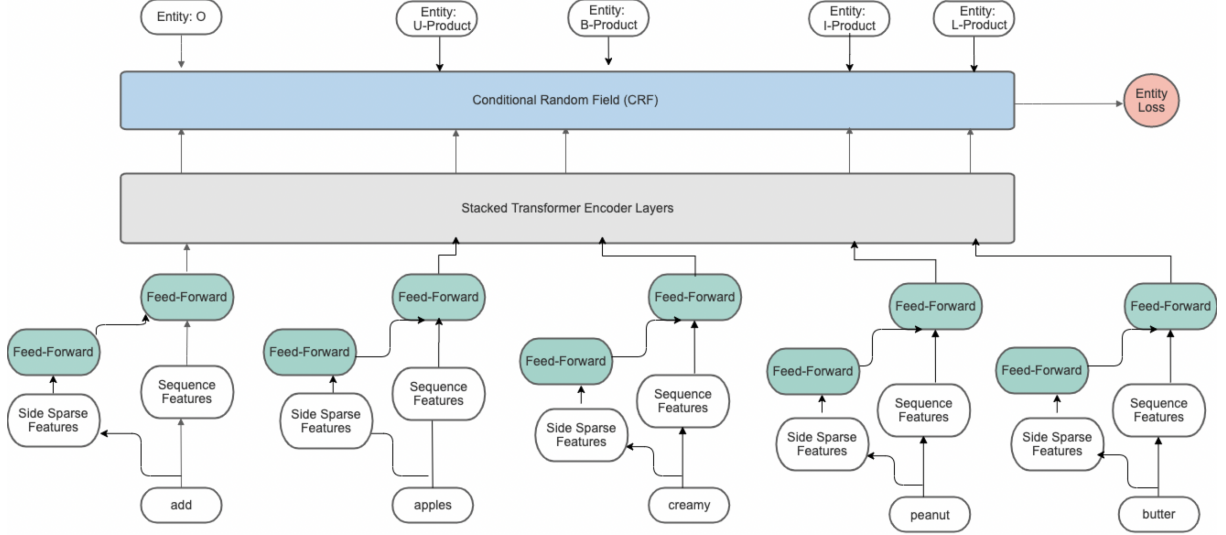 Entity: O
Entity:
U-Product
Entity:
B-Product
Entity:
I-Product
Entity:
L-Product
Conditional Random Field (CRF)
Entity
Loss
Stacked Transformer Encoder Layers
Feed-Forward
Feed-Forward
Feed-Forward
Feed-Forward
Feed-Forward
Feed-Forward
Feed-Forward
Feed-Forward
Feed-Forward
Feed-Forward
Side Sparse
Features
Sequence
Features
Side Sparse
Features
Sequence
Features
Side Sparse
Features
Sequence
Features
Side Sparse
Features
Sequence
Features
Side Sparse
Features
Sequence
Features
add
apples
creamy
peanut
butter